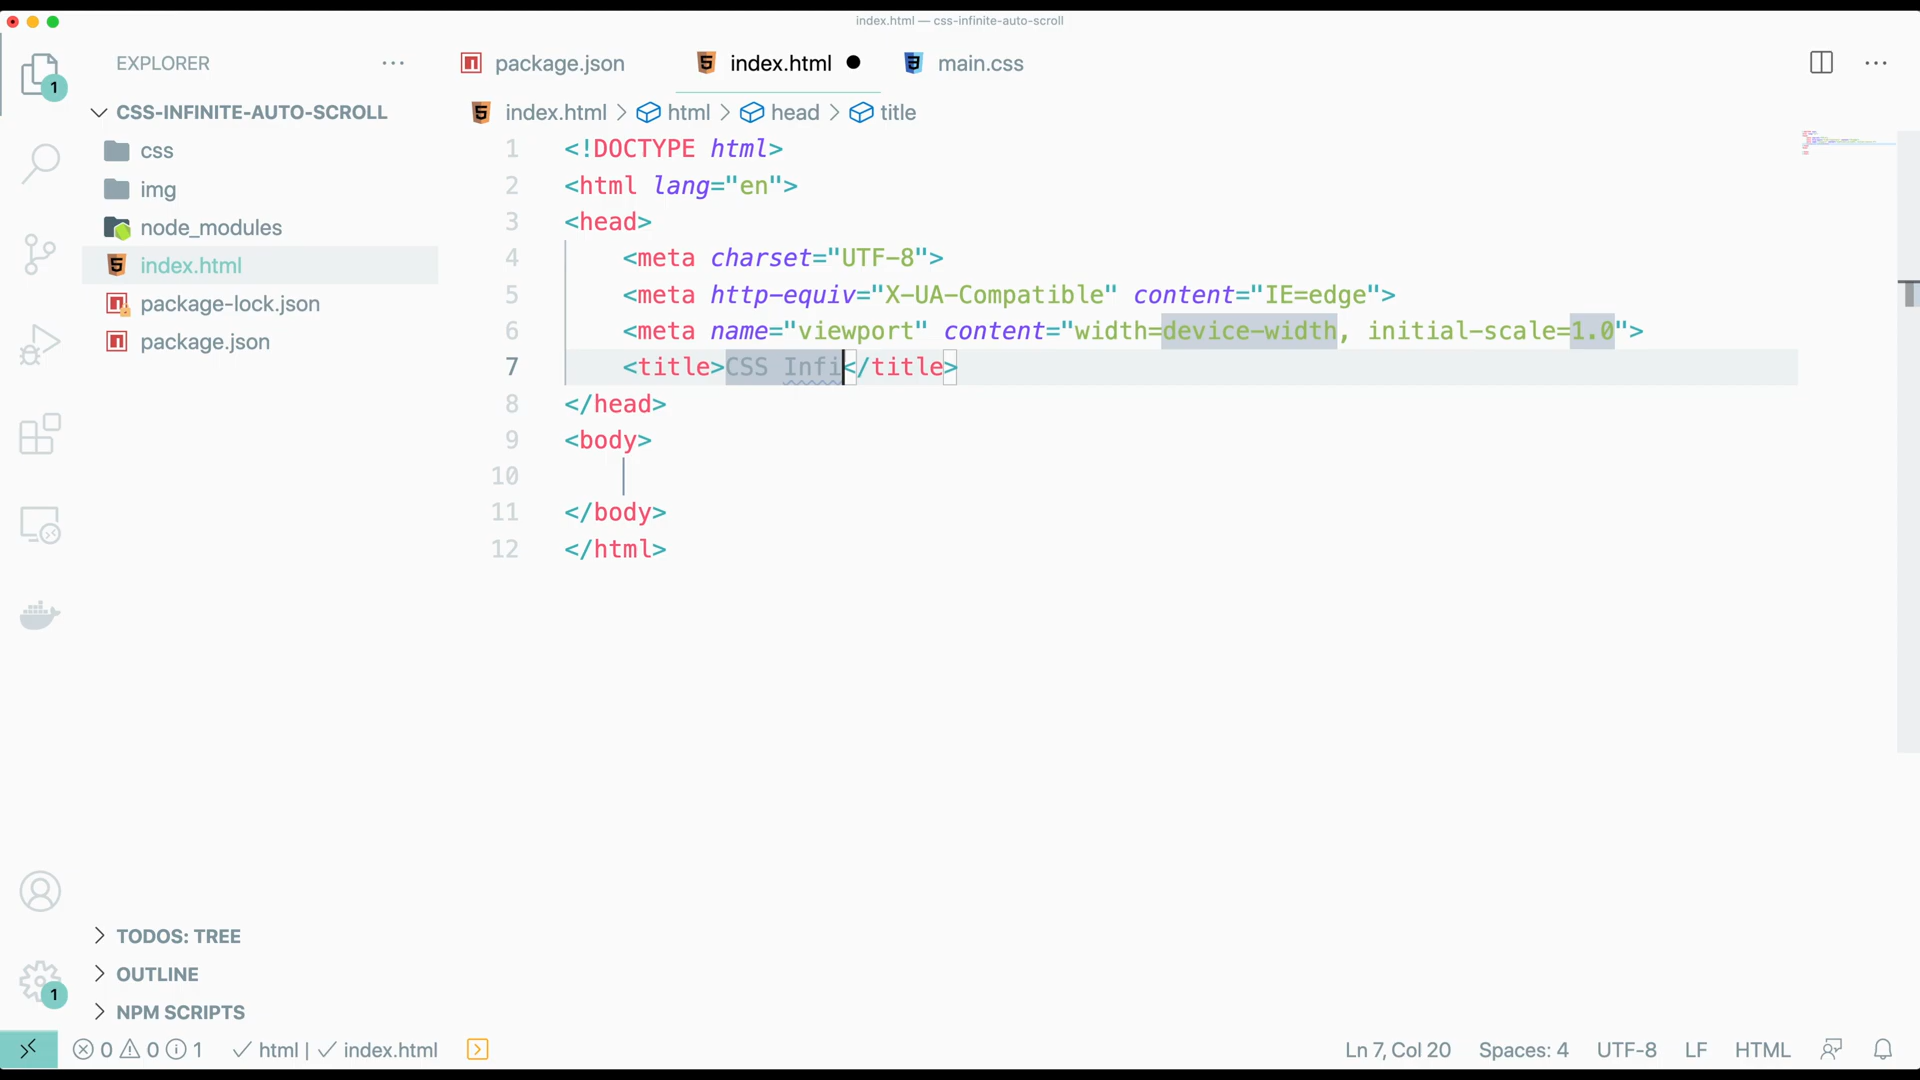 index.html — css-infinite-auto-scroll
EXPLORER
package.json
index.html
main.css
1
CSS-INFINITE-AUTO-SCROLL
index.html > html > head > title
css
img
node_modules
index.html
package-lock.json
package.json
1 <!DOCTYPE html>
2 <html lang="en">
3 <head>
4 <meta charset="UTF-8">
5 <meta http-equiv="X-UA-Compatible" content="IE=edge">
6 <meta name="viewport" content="width=device-width, initial-scale=1.0">
7 <title>CSS Infi</title>
8 </head>
9 <body>
10
11 </body>
12 </html>
TODOS: TREE
OUTLINE
1
NPM SCRIPTS
0 0 1 html | index.html Ln 7, Col 20 Spaces: 4 UTF-8 LF HTML